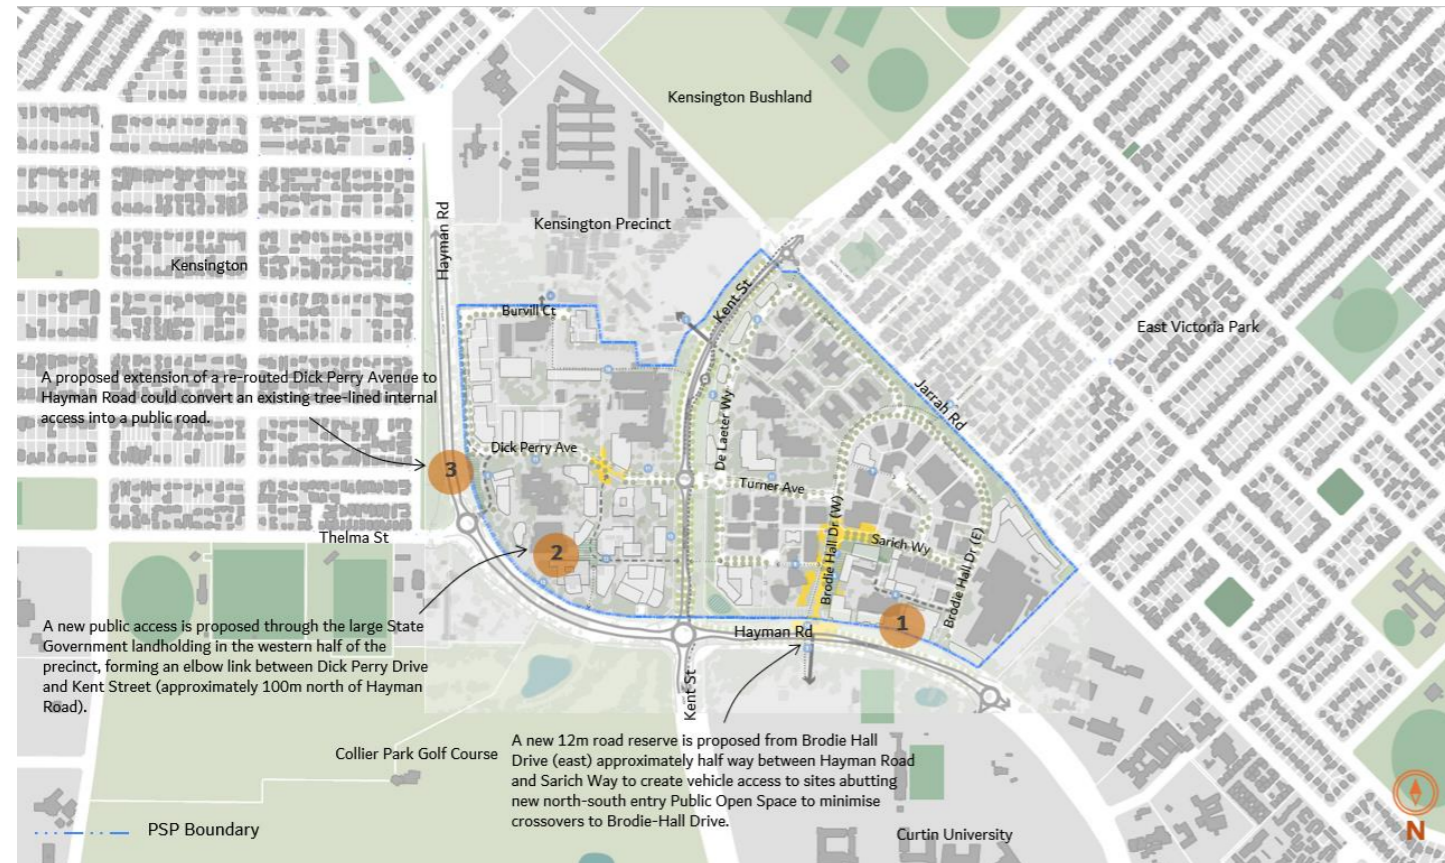 Kensington Bushland
Kensington Precinct
Hayman Rd
Kensington
Kent St
Burvill Ct
East Victoria Park
A proposed extension of a re-routed Dick Perry Avenue to
Hayman Road could convert an existing tree-lined internal
access into a public road.
Jarrah Rd
De Laeter Wy
Dick Perry Ave
3
Turner Ave
Thelma St
Brodie Hall Dr (W)
Sarich Wy
2
Brodie Hall Dr (E)
1
A new public access is proposed through the large State
Government landholding in the western half of the
precinct, forming an elbow link between Dick Perry Drive
and Kent Street (approximately 100m north of Hayman
Road).
Hayman Rd
Kent St
Collier Park Golf Course
A new 12m road reserve is proposed from Brodie Hall
Drive (east) approximately half way between Hayman Road
and Sarich Way to create vehicle access to sites abutting
new north-south entry Public Open Space to minimise
crossovers to Brodie-Hall Drive.
PSP Boundary
Curtin University
N